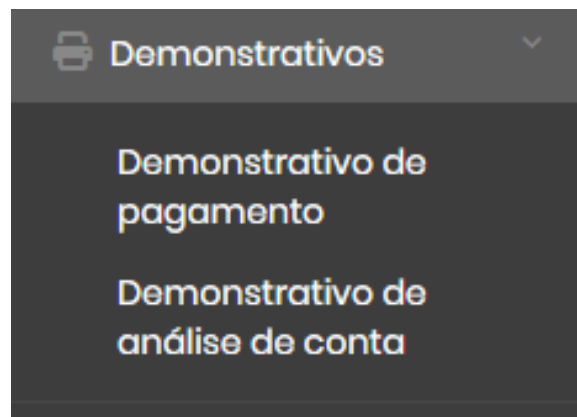 Demonstrativos
Demonstrativo de
pagamento
Demonstrativo de
análise de conta